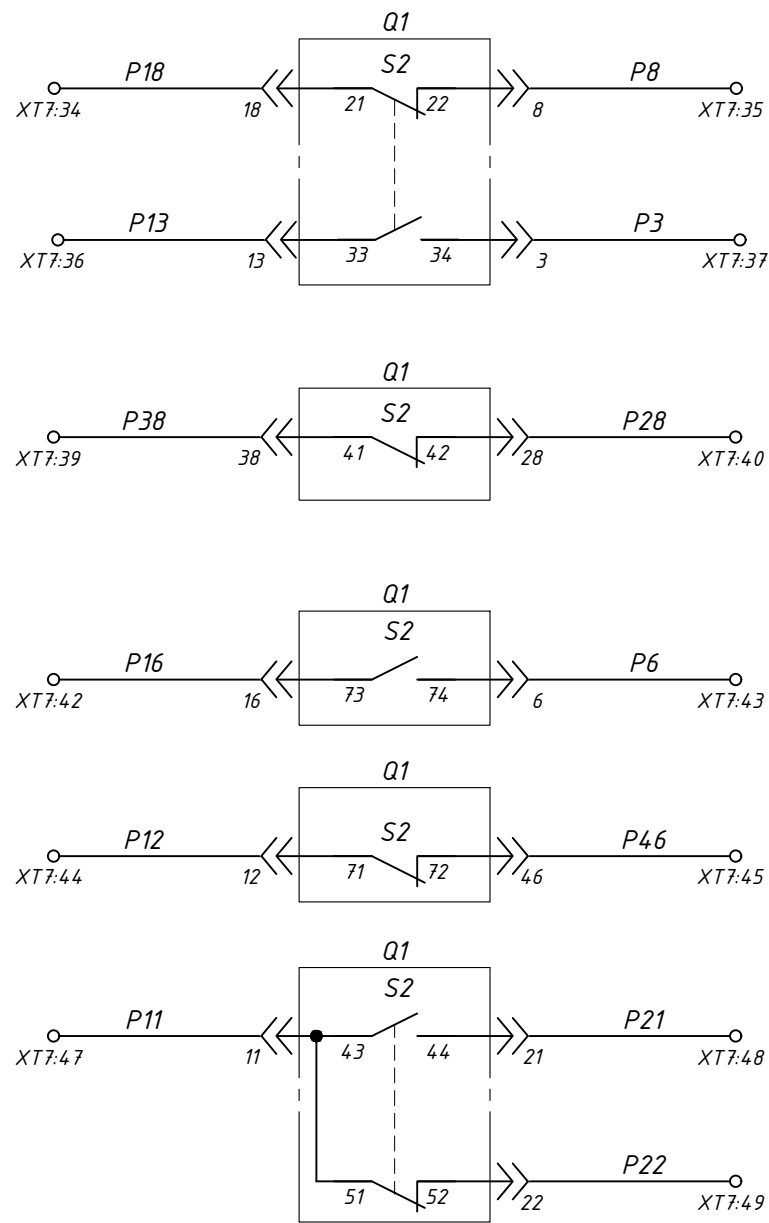 Q1
P18 S2 P8
XT7:34 18 21 22 8 XT7:35
P13 P3
XT7:36 13 33 34 3 XT7:37
Q1
P38 S2 P28
XT7:39 38 41 42 28 XT7:40
Q1
S2
P16 P6
XT7:42 16 73 74 6 XT7:43
Q1
P12 S2 P46
XT7:44 12 71 72 46 XT7:45
Q1
S2
P11 P21
XT7:47 11 43 44 21 XT7:48
P22
51 52 22 XT7:49